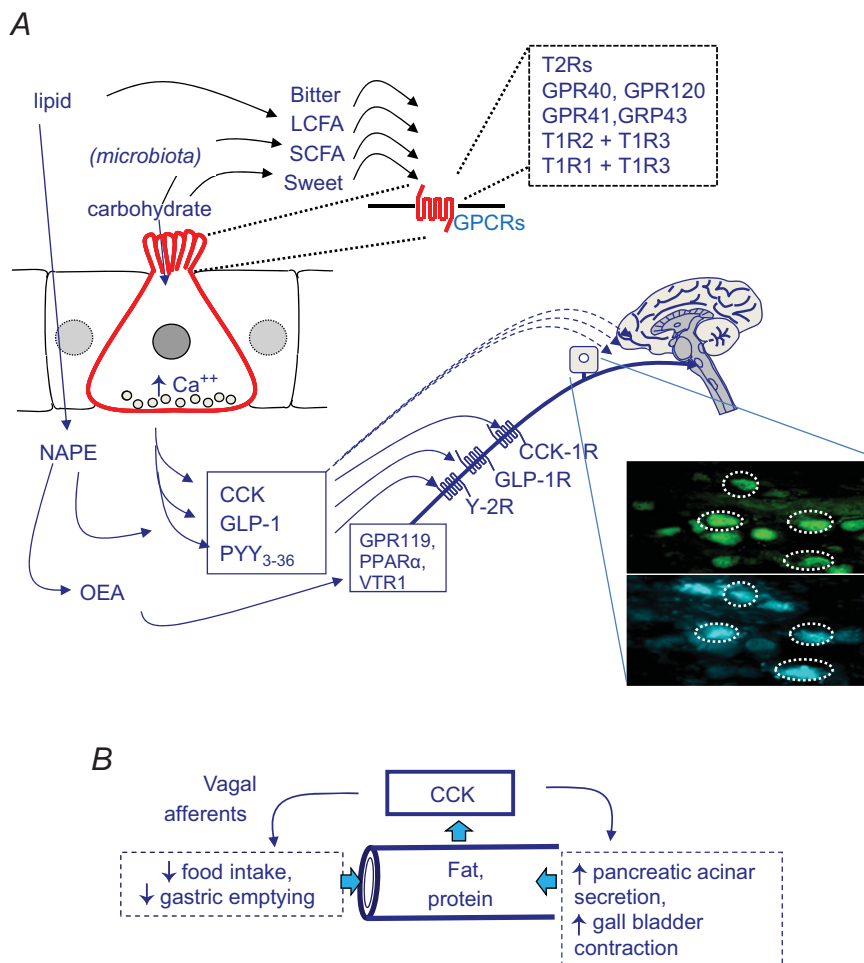 A
lipid
(microbiota)
carbohydrate
Bitter
LCFA
SCFA
Sweet
T2Rs
GPR40, GPR120
GPR41,GRP43
T1R2 + T1R3
T1R1 + T1R3
GPCRs
Ca++
NAPE
OEA
CCK
GLP-1
PYY3-36
CCK-1R
GLP-1R
Y-2R
GPR119,
PPARα,
VTR1
B
Vagal
afferents
CCK
↓ food intake,
↓ gastric emptying
Fat,
protein
↑ pancreatic acinar
secretion,
↑ gall bladder
contraction